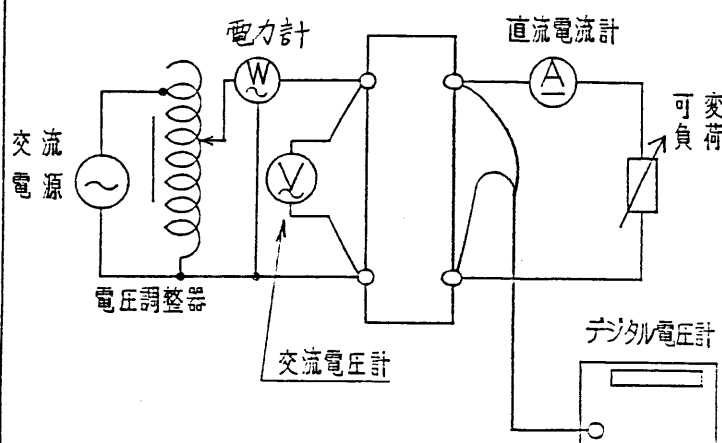 電力計
直流電流計
W
A
可変
負荷
交流
電源
V
電圧調整器
交流電圧計
デジタル電圧計